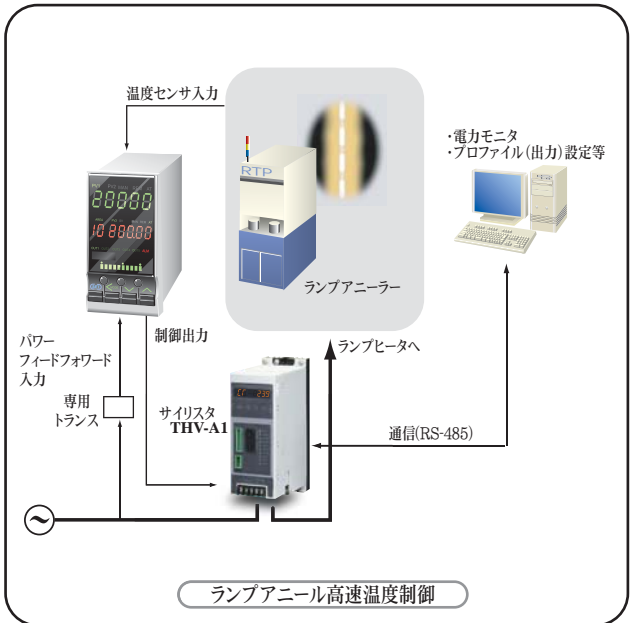 温度センサ入力
・電力モニタ
・プロファイル(出力)設定等
RTP
ランプアニーラー
パワー
フィードフォワード
入力
制御出力
ランプヒータへ
専用
トランス
サイリスタ
THV-A1
通信(RS-485)
ランプアニール高速温度制御